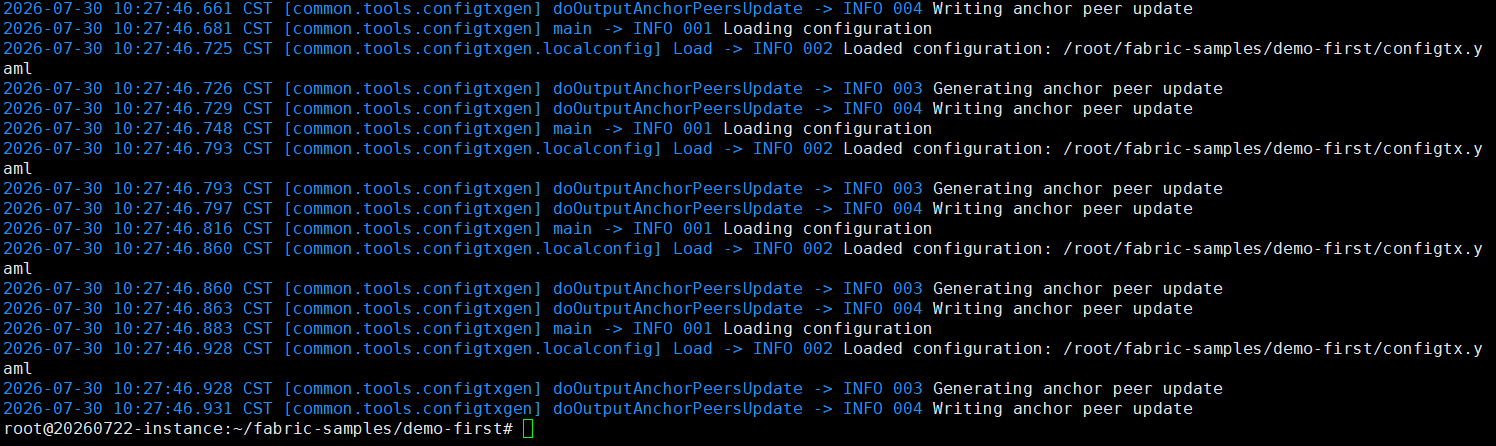 2026-07-30 10:27:46.661 CST [common.tools.configtxgen] doOutputAnchorPeersUpdate -> INFO 004 Writing anchor peer update
2026-07-30 10:27:46.681 CST [common.tools.configtxgen] main -> INFO 001 Loading configuration
2026-07-30 10:27:46.725 CST [common.tools.configtxgen.localconfig] Load -> INFO 002 Loaded configuration: /root/fabric-samples/demo-first/configtx.y
aml
2026-07-30 10:27:46.726 CST [common.tools.configtxgen] doOutputAnchorPeersUpdate -> INFO 003 Generating anchor peer update
2026-07-30 10:27:46.729 CST [common.tools.configtxgen] doOutputAnchorPeersUpdate -> INFO 004 Writing anchor peer update
2026-07-30 10:27:46.748 CST [common.tools.configtxgen] main -> INFO 001 Loading configuration
2026-07-30 10:27:46.793 CST [common.tools.configtxgen.localconfig] Load -> INFO 002 Loaded configuration: /root/fabric-samples/demo-first/configtx.y
aml
2026-07-30 10:27:46.793 CST [common.tools.configtxgen] doOutputAnchorPeersUpdate -> INFO 003 Generating anchor peer update
2026-07-30 10:27:46.797 CST [common.tools.configtxgen] doOutputAnchorPeersUpdate -> INFO 004 Writing anchor peer update
2026-07-30 10:27:46.816 CST [common.tools.configtxgen] main -> INFO 001 Loading configuration
2026-07-30 10:27:46.860 CST [common.tools.configtxgen.localconfig] Load -> INFO 002 Loaded configuration: /root/fabric-samples/demo-first/configtx.y
aml
2026-07-30 10:27:46.860 CST [common.tools.configtxgen] doOutputAnchorPeersUpdate -> INFO 003 Generating anchor peer update
2026-07-30 10:27:46.863 CST [common.tools.configtxgen] doOutputAnchorPeersUpdate -> INFO 004 Writing anchor peer update
2026-07-30 10:27:46.883 CST [common.tools.configtxgen] main -> INFO 001 Loading configuration
2026-07-30 10:27:46.928 CST [common.tools.configtxgen.localconfig] Load -> INFO 002 Loaded configuration: /root/fabric-samples/demo-first/configtx.y
aml
2026-07-30 10:27:46.928 CST [common.tools.configtxgen] doOutputAnchorPeersUpdate -> INFO 003 Generating anchor peer update
2026-07-30 10:27:46.931 CST [common.tools.configtxgen] doOutputAnchorPeersUpdate -> INFO 004 Writing anchor peer update
root@20260722-instance:~/fabric-samples/demo-first#